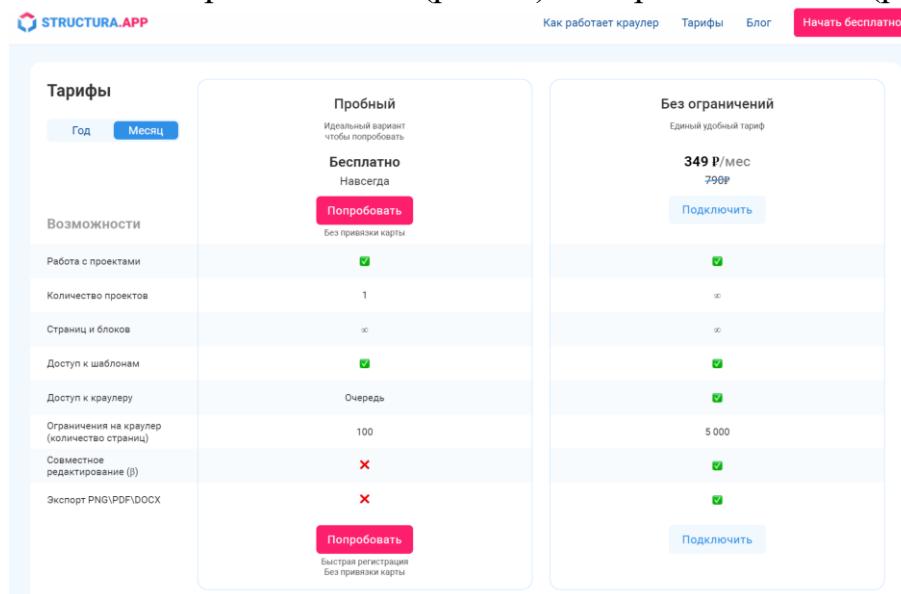 STRUCTURA.APP Как работает краулер Тарифы Блог Начать бесплатно
Тарифы
Год Месяц
Возможности
Пробный
Идеальный вариант
чтобы попробовать
Бесплатно
Навсегда
Попробовать
Без привязки карты
Без ограничений
Единый удобный тариф
349 ₽/мес
790₽
Подключить
Работа с проектами ✅ ✅
Количество проектов 1 ∞
Страниц и блоков ∞ ∞
Доступ к шаблонам ✅ ✅
Доступ к краулеру Очередь ✅
Ограничения на краулер
(количество страниц) 100 5 000
Совместное
редактирование (β) ❌ ✅
Экспорт PNG\PDF\DOCX ❌ ✅
Попробовать
Быстрая регистрация
Без привязки карты
Подключить